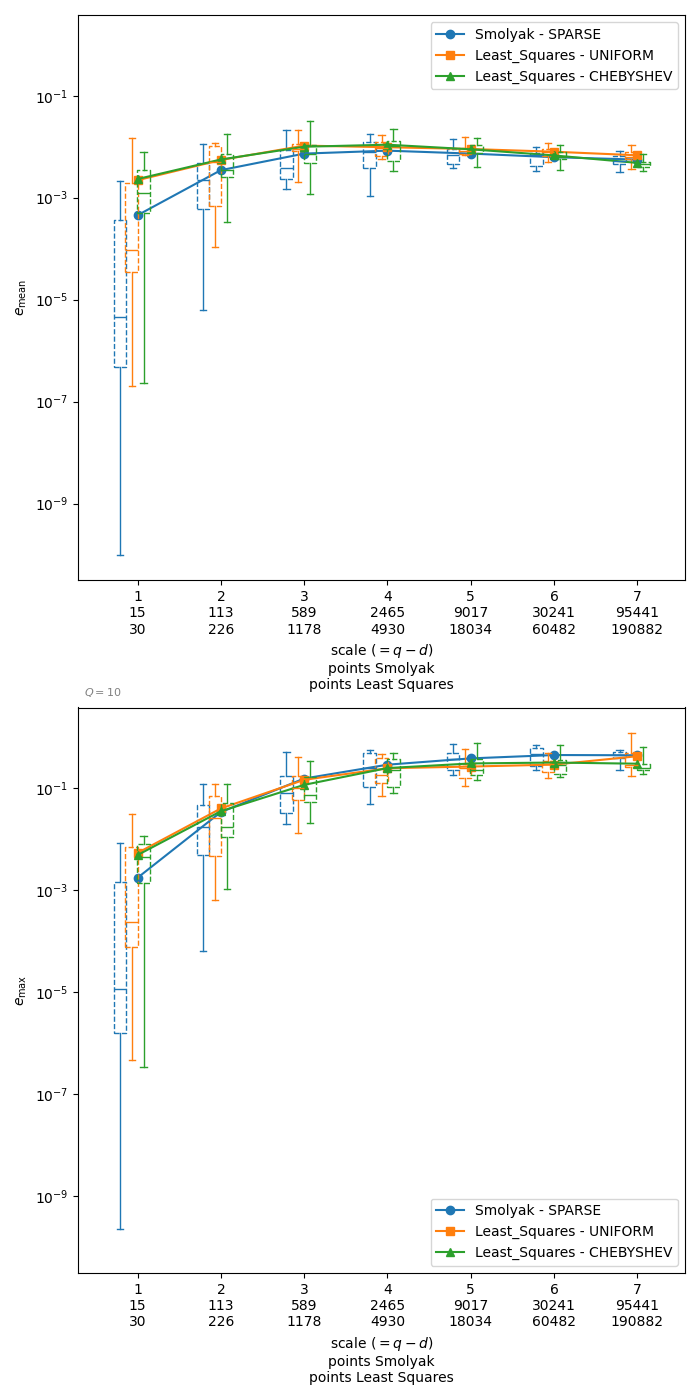 Smolyak - SPARSE
Least_Squares - UNIFORM
Least_Squares - CHEBYSHEV
10⁻¹
10⁻³
10⁻⁵
10⁻⁷
10⁻⁹
e_mean
1 2 3 4 5 6 7
15 113 589 2465 9017 30241 95441
30 226 1178 4930 18034 60482 190882
scale (= q − d)
points Smolyak
points Least Squares
Q = 10
10⁻¹
10⁻³
10⁻⁵
10⁻⁷
10⁻⁹
e_max
Smolyak - SPARSE
Least_Squares - UNIFORM
Least_Squares - CHEBYSHEV
1 2 3 4 5 6 7
15 113 589 2465 9017 30241 95441
30 226 1178 4930 18034 60482 190882
scale (= q − d)
points Smolyak
points Least Squares